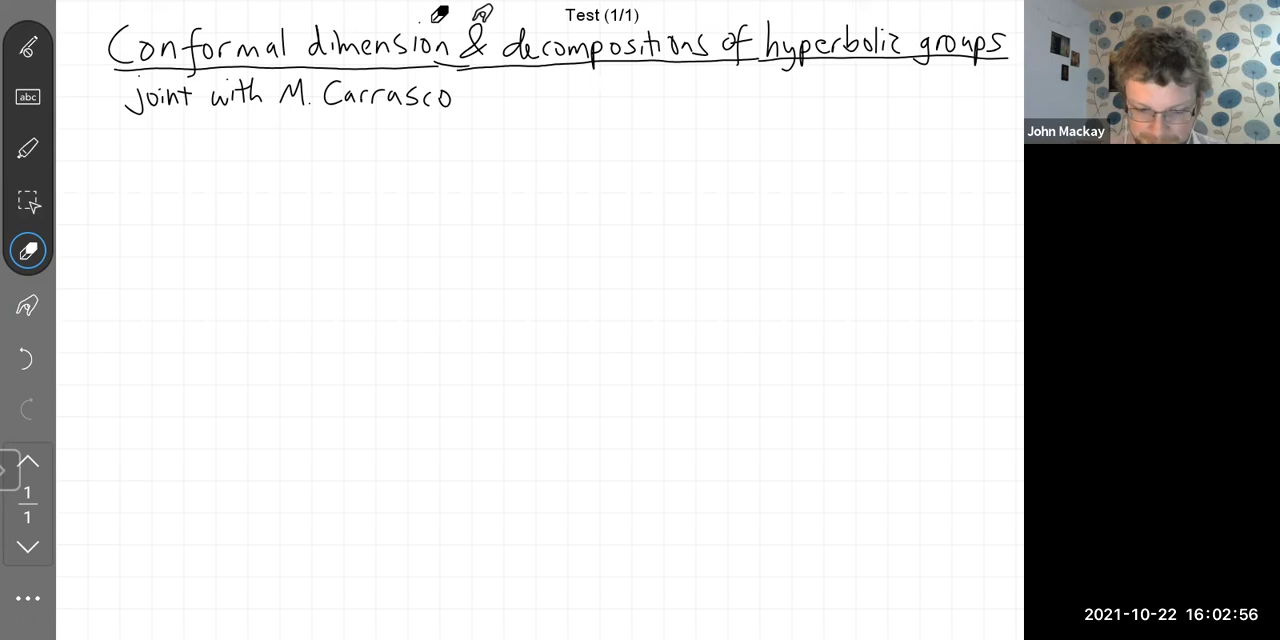 Test (1/1)
Conformal dimension & decompositions of hyperbolic groups
joint with M. Carrasco
abc
1
1
John Mackay
2021-10-22 16:02:56